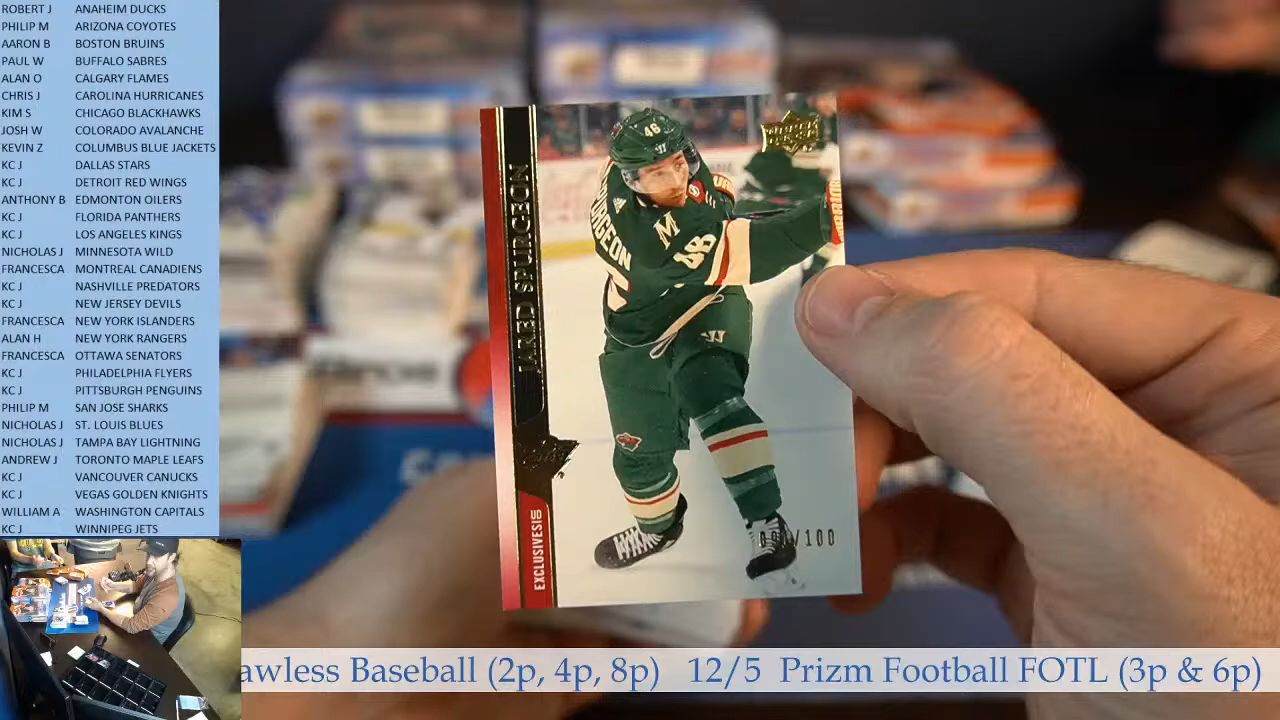 ROBERT J ANAHEIM DUCKS
PHILIP M ARIZONA COYOTES
AARON B BOSTON BRUINS
PAUL W BUFFALO SABRES
ALAN O CALGARY FLAMES
CHRIS J CAROLINA HURRICANES
KIM S CHICAGO BLACKHAWKS
JOSH W COLORADO AVALANCHE
KEVIN Z COLUMBUS BLUE JACKETS
KC J DALLAS STARS
KC J DETROIT RED WINGS
ANTHONY B EDMONTON OILERS
KC J FLORIDA PANTHERS
KC J LOS ANGELES KINGS
NICHOLAS J MINNESOTA WILD
FRANCESCA MONTREAL CANADIENS
KC J NASHVILLE PREDATORS
KC J NEW JERSEY DEVILS
FRANCESCA NEW YORK ISLANDERS
ALAN H NEW YORK RANGERS
FRANCESCA OTTAWA SENATORS
KC J PHILADELPHIA FLYERS
KC J PITTSBURGH PENGUINS
PHILIP M SAN JOSE SHARKS
NICHOLAS J ST. LOUIS BLUES
NICHOLAS J TAMPA BAY LIGHTNING
ANDREW J TORONTO MAPLE LEAFS
KC J VANCOUVER CANUCKS
KC J VEGAS GOLDEN KNIGHTS
WILLIAM A WASHINGTON CAPITALS
KC J WINNIPEG JETS
JARED SPURGEON
EXCLUSIVES
UD
46
SPURGEON
46
/100
awless Baseball (2p, 4p, 8p) 12/5 Prizm Football FOTL (3p & 6p)